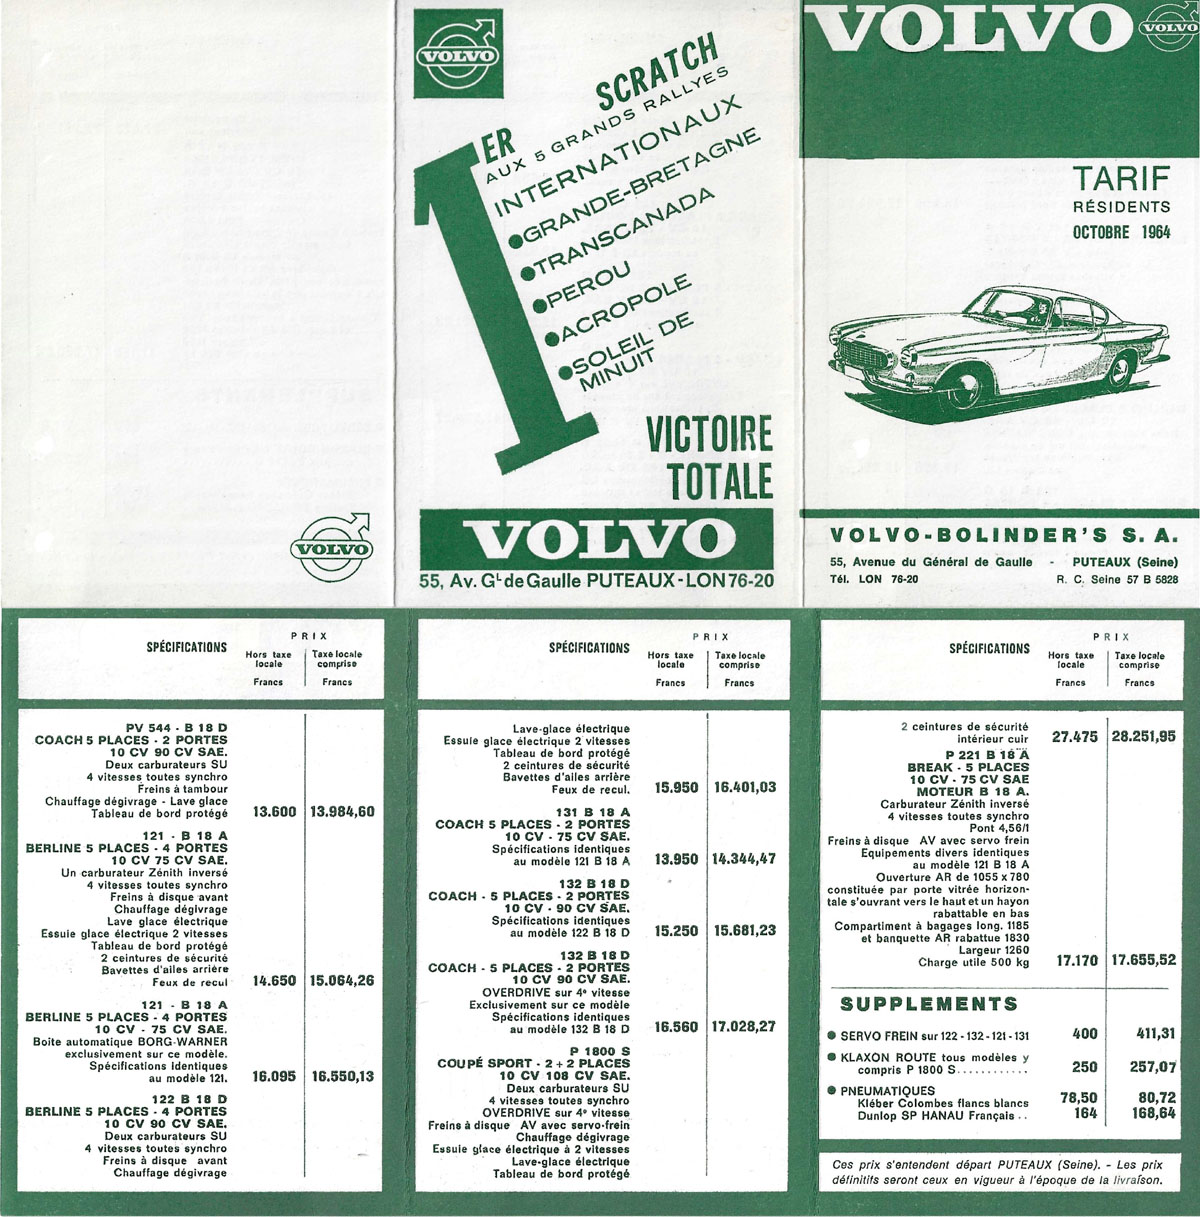 VOLVO
VOLVO
1ER
SCRATCH
AUX 5 GRANDS RALLYES
INTERNATIONAUX
●GRANDE-BRETAGNE
●TRANSCANADA
●PEROU
●ACROPOLE
●SOLEIL DE
MINUIT
VICTOIRE
TOTALE
VOLVO
55, Av. GL de Gaulle PUTEAUX - LON 76-20
VOLVO
VOLVO
TARIF
RÉSIDENTS
OCTOBRE 1964
VOLVO-BOLINDER'S S. A.
55, Avenue du Général de Gaulle - PUTEAUX (Seine)
Tél. LON 76-20 R. C. Seine 57 B 5828
SPÉCIFICATIONS
PRIX
Hors taxe
locale
Francs
Taxe locale
comprise
Francs
PV 544 - B 18 D
COACH 5 PLACES - 2 PORTES
10 CV 90 CV SAE.
Deux carburateurs SU
4 vitesses toutes synchro
Freins à tambour
Chauffage dégivrage - Lave glace
Tableau de bord protégé 13.600 13.984,60
121 - B 18 A
BERLINE 5 PLACES - 4 PORTES
10 CV 75 CV SAE.
Un carburateur Zénith inversé
4 vitesses toutes synchro
Freins à disque avant
Chauffage dégivrage
Lave glace électrique
Essuie glace électrique 2 vitesses
Tableau de bord protégé
2 ceintures de sécurité
Bavettes d'ailes arrière
Feux de recul 14.650 15.064,26
121 - B 18 A
BERLINE 5 PLACES - 4 PORTES
10 CV - 75 CV SAE.
Boite automatique BORG-WARNER
exclusivement sur ce modèle.
Spécifications identiques
au modèle 121. 16.095 16.550,13
122 B 18 D
BERLINE 5 PLACES - 4 PORTES
10 CV 90 CV SAE.
Deux carburateurs SU
4 vitesses toutes synchro
Freins à disque avant
Chauffage dégivrage
SPÉCIFICATIONS
PRIX
Hors taxe
locale
Francs
Taxe locale
comprise
Francs
Lave-glace électrique
Essuie glace électrique 2 vitesses
Tableau de bord protégé
2 ceintures de sécurité
Bavettes d'ailes arrière
Feux de recul. 15.950 16.401,03
131 B 18 A
COACH 5 PLACES - 2 PORTES
10 CV - 75 CV SAE.
Spécifications identiques
au modèle 121 B 18 A 13.950 14.344,47
132 B 18 D
COACH - 5 PLACES - 2 PORTES
10 CV - 90 CV SAE.
Spécifications identiques
au modèle 122 B 18 D 15.250 15.681,23
132 B 18 D
COACH - 5 PLACES - 2 PORTES
10 CV 90 CV SAE.
OVERDRIVE sur 4e vitesse
Exclusivement sur ce modèle
Spécifications identiques
au modèle 132 B 18 D 16.560 17.028,27
P 1800 S
COUPÉ SPORT - 2 + 2 PLACES
10 CV 108 CV SAE.
Deux carburateurs SU
4 vitesses toutes synchro
OVERDRIVE sur 4e vitesse
Freins à disque AV avec servo-frein
Chauffage dégivrage
Essuie glace électrique à 2 vitesses
Lave-glace électrique
Tableau de bord protégé
SPÉCIFICATIONS
PRIX
Hors taxe
locale
Francs
Taxe locale
comprise
Francs
2 ceintures de sécurité
intérieur cuir 27.475 28.251,95
P 221 B 18 A
BREAK - 5 PLACES
10 CV - 75 CV SAE
MOTEUR B 18 A.
Carburateur Zénith inversé
4 vitesses toutes synchro
Pont 4,56/1
Freins à disque AV avec servo frein
Equipements divers identiques
au modèle 121 B 18 A
Ouverture AR de 1055 x 780
constituée par porte vitrée horizon-
tale s'ouvrant vers le haut et un hayon
rabattable en bas
Compartiment à bagages long. 1185
et banquette AR rabattue 1830
Largeur 1260
Charge utile 500 kg 17.170 17.655,52
SUPPLEMENTS
● SERVO FREIN sur 122 - 132 - 121 - 131 400 411,31
● KLAXON ROUTE tous modèles y
compris P 1800 S............ 250 257,07
● PNEUMATIQUES
Kléber Colombes flancs blancs 78,50 80,72
Dunlop SP HANAU Français .. 164 168,64
Ces prix s'entendent départ PUTEAUX (Seine). - Les prix
définitifs seront ceux en vigueur à l'époque de la livraison.